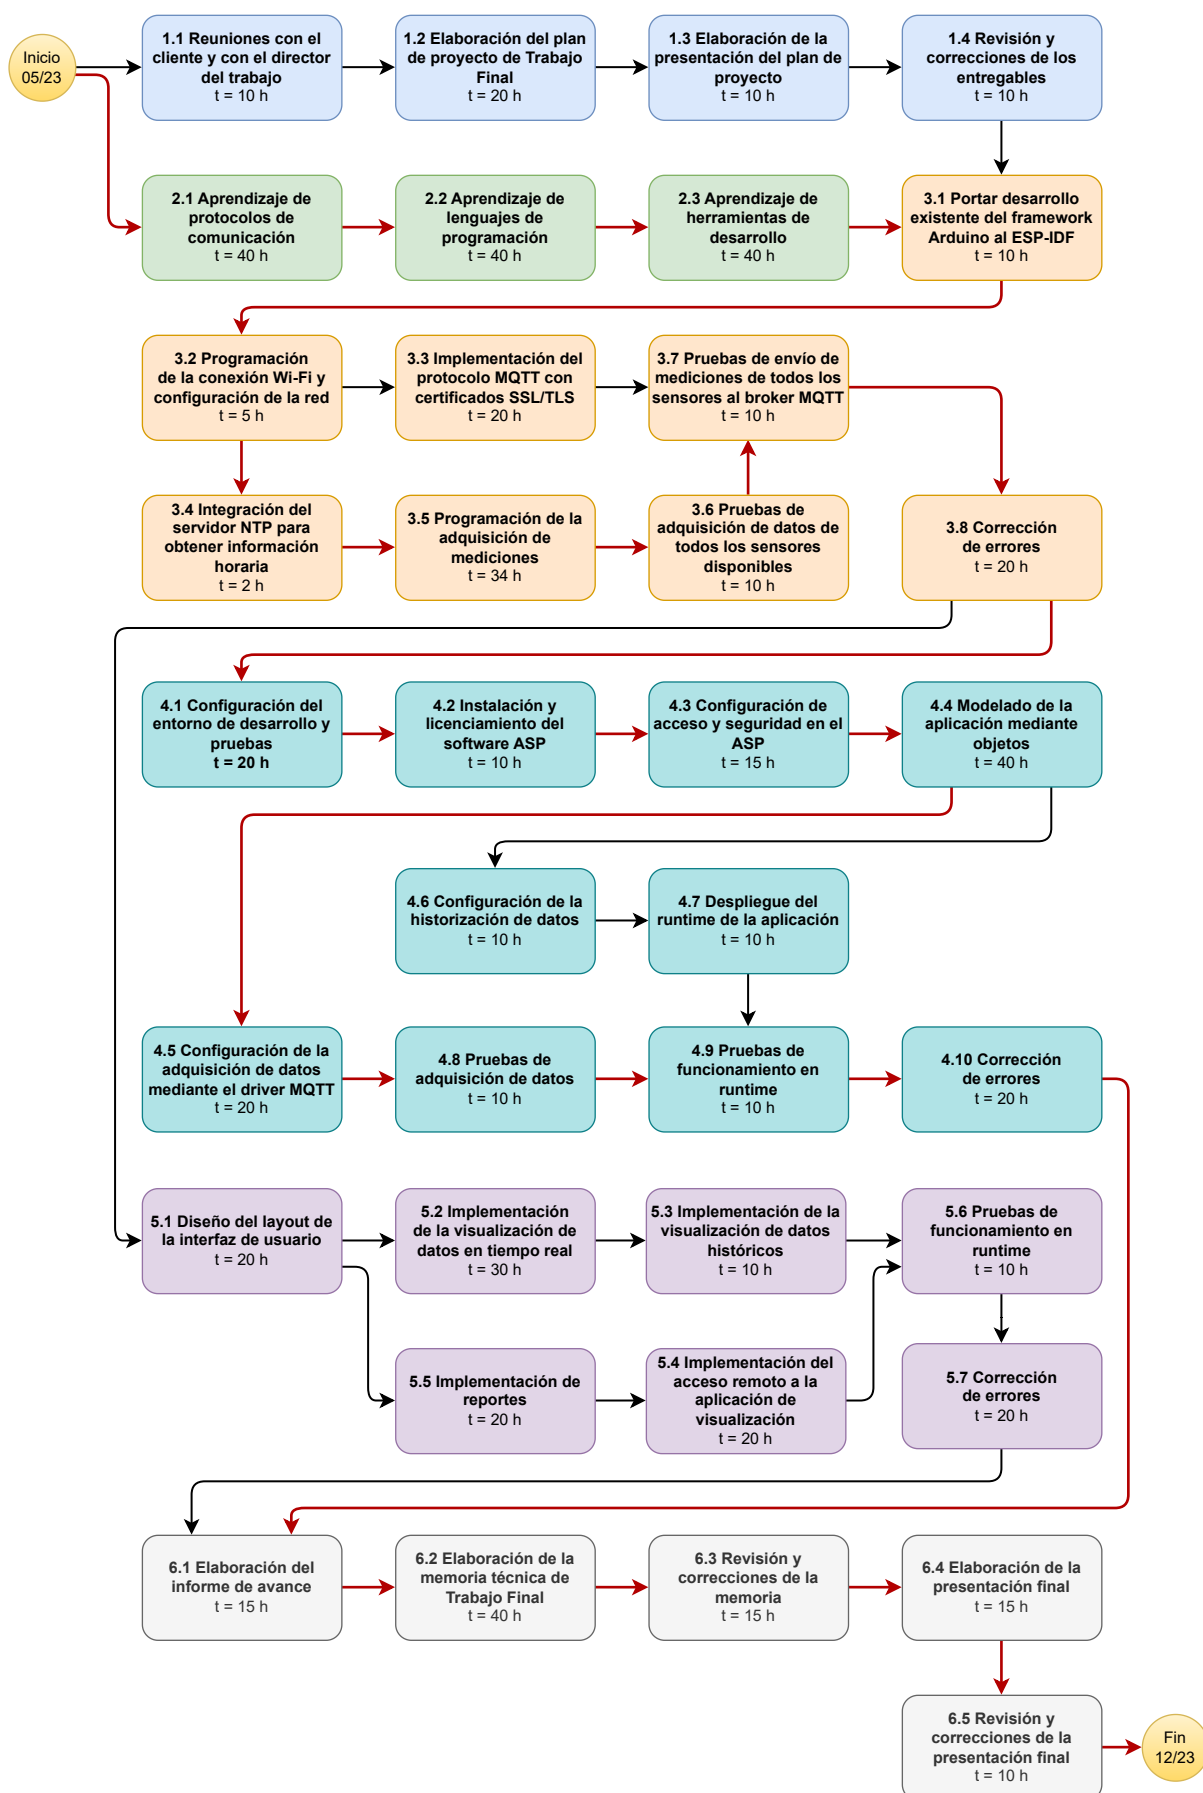 Inicio
05/23
1.1 Reuniones con el
cliente y con el director
del trabajo
t = 10 h
1.2 Elaboración del plan
de proyecto de Trabajo
Final
t = 20 h
1.3 Elaboración de la
presentación del plan de
proyecto
t = 10 h
1.4 Revisión y
correcciones de los
entregables
t = 10 h
2.1 Aprendizaje de
protocolos de
comunicación
t = 40 h
2.2 Aprendizaje de
lenguajes de
programación
t = 40 h
2.3 Aprendizaje de
herramientas de
desarrollo
t = 40 h
3.1 Portar desarrollo
existente del framework
Arduino al ESP-IDF
t = 10 h
3.2 Programación
de la conexión Wi-Fi y
configuración de la red
t = 5 h
3.3 Implementación del
protocolo MQTT con
certificados SSL/TLS
t = 20 h
3.7 Pruebas de envío de
mediciones de todos los
sensores al broker MQTT
t = 10 h
3.4 Integración del
servidor NTP para
obtener información
horaria
t = 2 h
3.5 Programación de la
adquisición de
mediciones
t = 34 h
3.6 Pruebas de
adquisición de datos de
todos los sensores
disponibles
t = 10 h
3.8 Corrección
de errores
t = 20 h
4.1 Configuración del
entorno de desarrollo y
pruebas
t = 20 h
4.2 Instalación y
licenciamiento del
software ASP
t = 10 h
4.3 Configuración de
acceso y seguridad en el
ASP
t = 15 h
4.4 Modelado de la
aplicación mediante
objetos
t = 40 h
4.6 Configuración de la
historización de datos
t = 10 h
4.7 Despliegue del
runtime de la aplicación
t = 10 h
4.5 Configuración de la
adquisición de datos
mediante el driver MQTT
t = 20 h
4.8 Pruebas de
adquisición de datos
t = 10 h
4.9 Pruebas de
funcionamiento en
runtime
t = 10 h
4.10 Corrección
de errores
t = 20 h
5.1 Diseño del layout de
la interfaz de usuario
t = 20 h
5.2 Implementación
de la visualización de
datos en tiempo real
t = 30 h
5.3 Implementación de la
visualización de datos
históricos
t = 10 h
5.6 Pruebas de
funcionamiento en
runtime
t = 10 h
5.5 Implementación de
reportes
t = 20 h
5.4 Implementación del
acceso remoto a la
aplicación de
visualización
t = 20 h
5.7 Corrección
de errores
t = 20 h
6.1 Elaboración del
informe de avance
t = 15 h
6.2 Elaboración de la
memoria técnica de
Trabajo Final
t = 40 h
6.3 Revisión y
correcciones de la
memoria
t = 15 h
6.4 Elaboración de la
presentación final
t = 15 h
6.5 Revisión y
correcciones de la
presentación final
t = 10 h
Fin
12/23